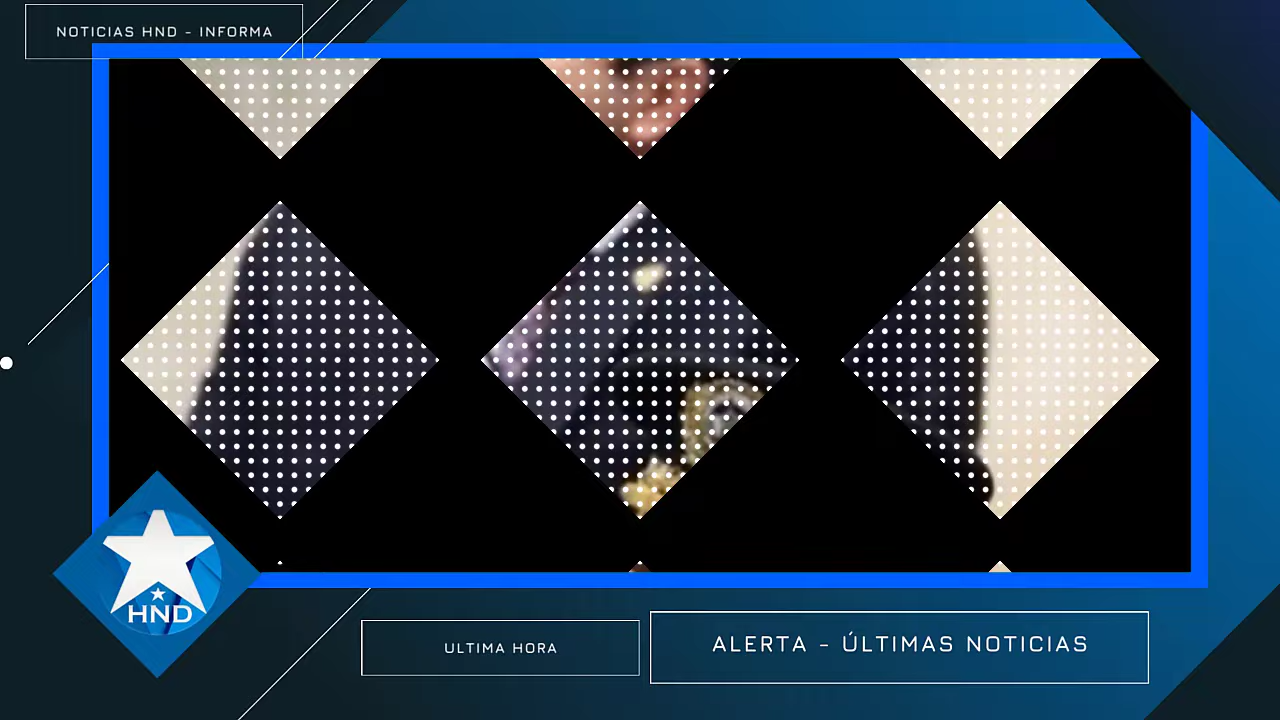 NOTICIAS HND - INFORMA
HND
ULTIMA HORA
ALERTA - ÚLTIMAS NOTICIAS